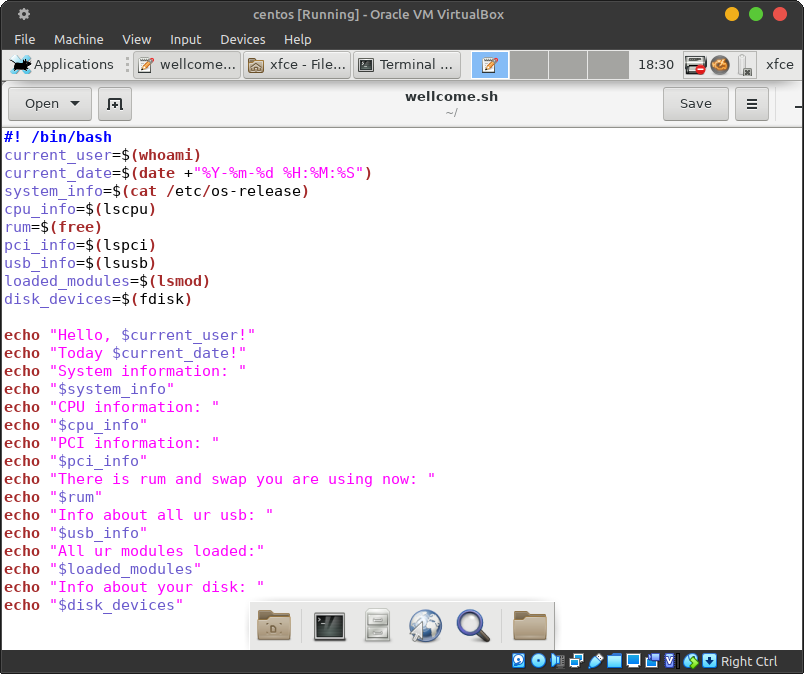 centos [Running] - Oracle VM VirtualBox
File Machine View Input Devices Help
Applications wellcome... xfce - File... Terminal ... 18:30 xfce
Open wellcome.sh Save
~/
#! /bin/bash
current_user=$(whoami)
current_date=$(date +"%Y-%m-%d %H:%M:%S")
system_info=$(cat /etc/os-release)
cpu_info=$(lscpu)
rum=$(free)
pci_info=$(lspci)
usb_info=$(lsusb)
loaded_modules=$(lsmod)
disk_devices=$(fdisk)
echo "Hello, $current_user!"
echo "Today $current_date!"
echo "System information: "
echo "$system_info"
echo "CPU information: "
echo "$cpu_info"
echo "PCI information: "
echo "$pci_info"
echo "There is rum and swap you are using now: "
echo "$rum"
echo "Info about all ur usb: "
echo "$usb_info"
echo "All ur modules loaded:"
echo "$loaded_modules"
echo "Info about your disk: "
echo "$disk_devices"
Right Ctrl